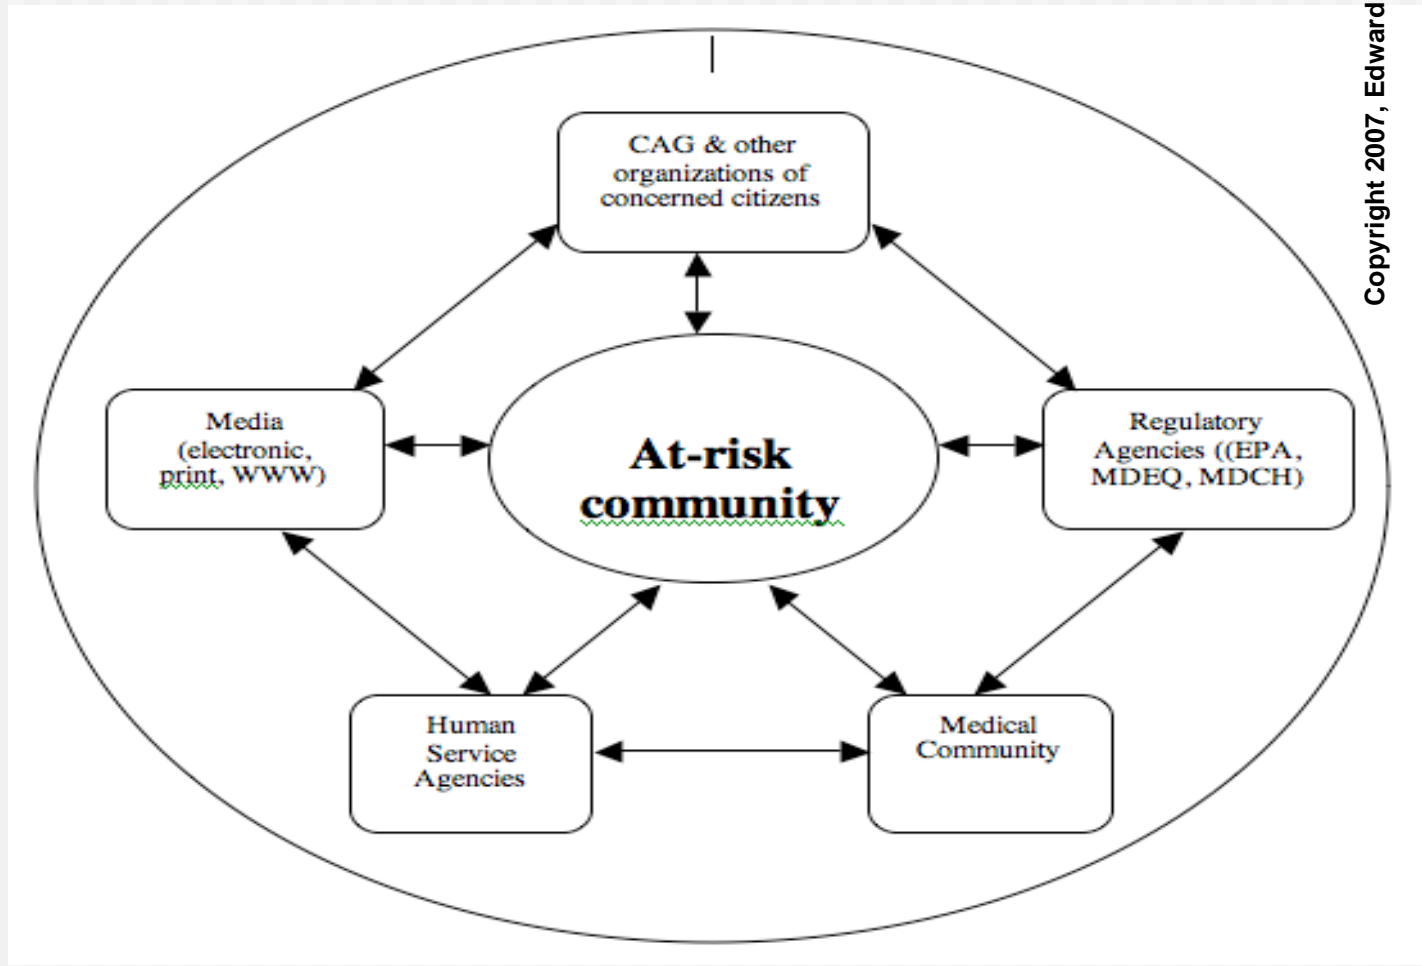 CAG & other
organizations of
concerned citizens
Media
(electronic,
print, WWW)
At-risk
community
Regulatory
Agencies ((EPA,
MDEQ, MDCH)
Human
Service
Agencies
Medical
Community
Copyright 2007, Edward